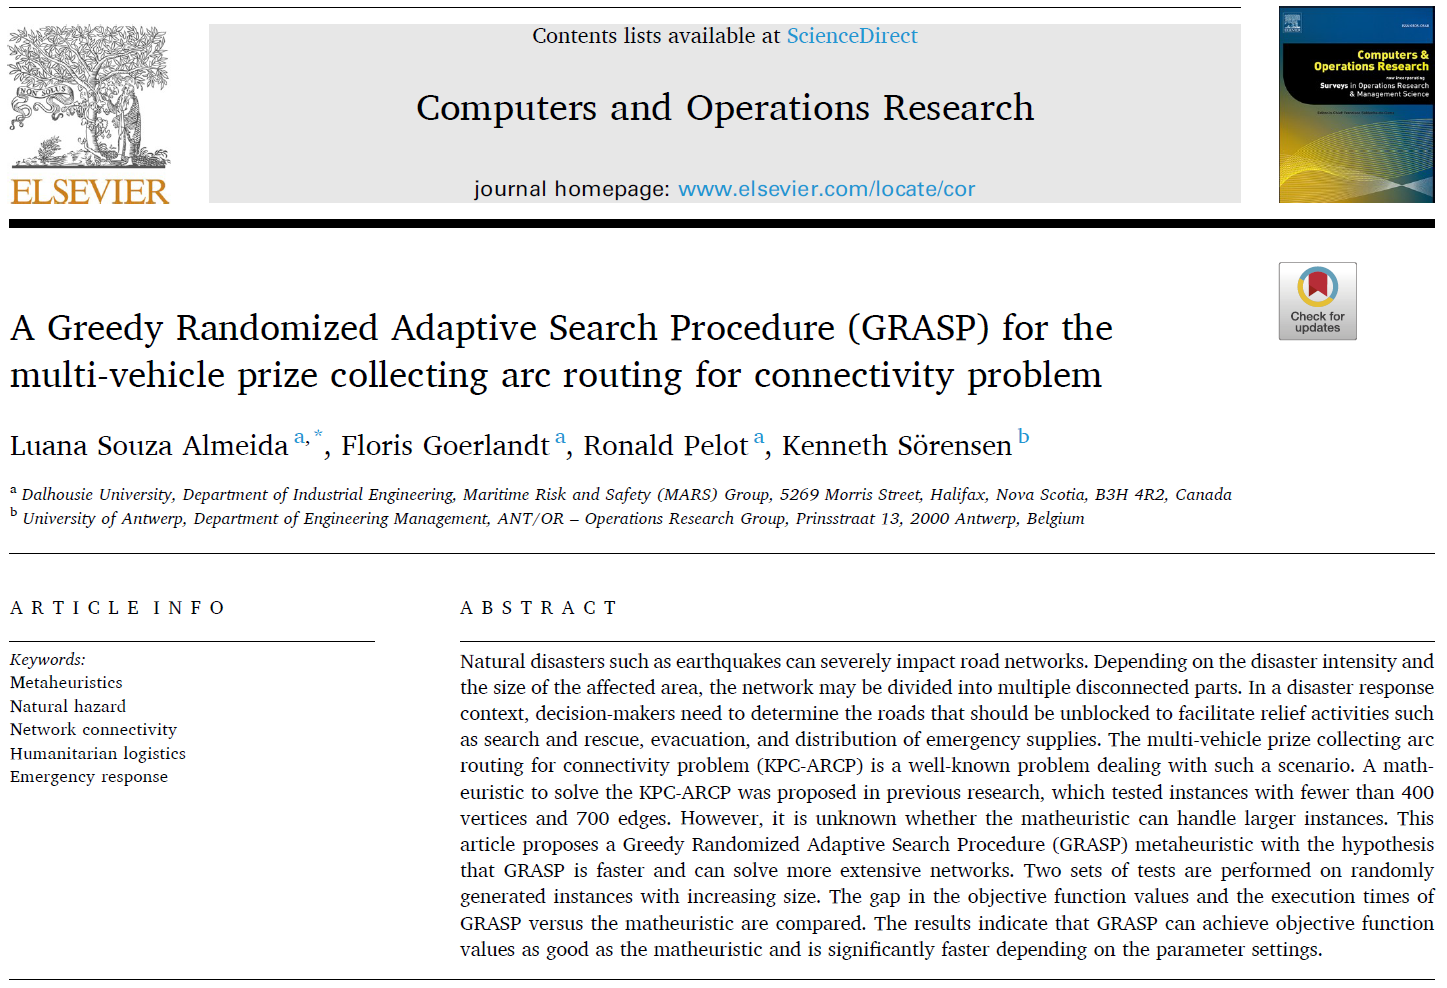 Contents lists available at ScienceDirect
Computers and Operations Research
journal homepage: www.elsevier.com/locate/cor
NON SOLUS
ELSEVIER
Computers &
Operations Research
now incorporating
Surveys in Operations Research
& Management Science
Check for
updates
A Greedy Randomized Adaptive Search Procedure (GRASP) for the
multi-vehicle prize collecting arc routing for connectivity problem
Luana Souza Almeida a,*, Floris Goerlandt a, Ronald Pelot a, Kenneth Sörensen b
a Dalhousie University, Department of Industrial Engineering, Maritime Risk and Safety (MARS) Group, 5269 Morris Street, Halifax, Nova Scotia, B3H 4R2, Canada
b University of Antwerp, Department of Engineering Management, ANT/OR – Operations Research Group, Prinsstraat 13, 2000 Antwerp, Belgium
ARTICLE INFO
Keywords:
Metaheuristics
Natural hazard
Network connectivity
Humanitarian logistics
Emergency response
ABSTRACT
Natural disasters such as earthquakes can severely impact road networks. Depending on the disaster intensity and
the size of the affected area, the network may be divided into multiple disconnected parts. In a disaster response
context, decision-makers need to determine the roads that should be unblocked to facilitate relief activities such
as search and rescue, evacuation, and distribution of emergency supplies. The multi-vehicle prize collecting arc
routing for connectivity problem (KPC-ARCP) is a well-known problem dealing with such a scenario. A math-
euristic to solve the KPC-ARCP was proposed in previous research, which tested instances with fewer than 400
vertices and 700 edges. However, it is unknown whether the matheuristic can handle larger instances. This
article proposes a Greedy Randomized Adaptive Search Procedure (GRASP) metaheuristic with the hypothesis
that GRASP is faster and can solve more extensive networks. Two sets of tests are performed on randomly
generated instances with increasing size. The gap in the objective function values and the execution times of
GRASP versus the matheuristic are compared. The results indicate that GRASP can achieve objective function
values as good as the matheuristic and is significantly faster depending on the parameter settings.